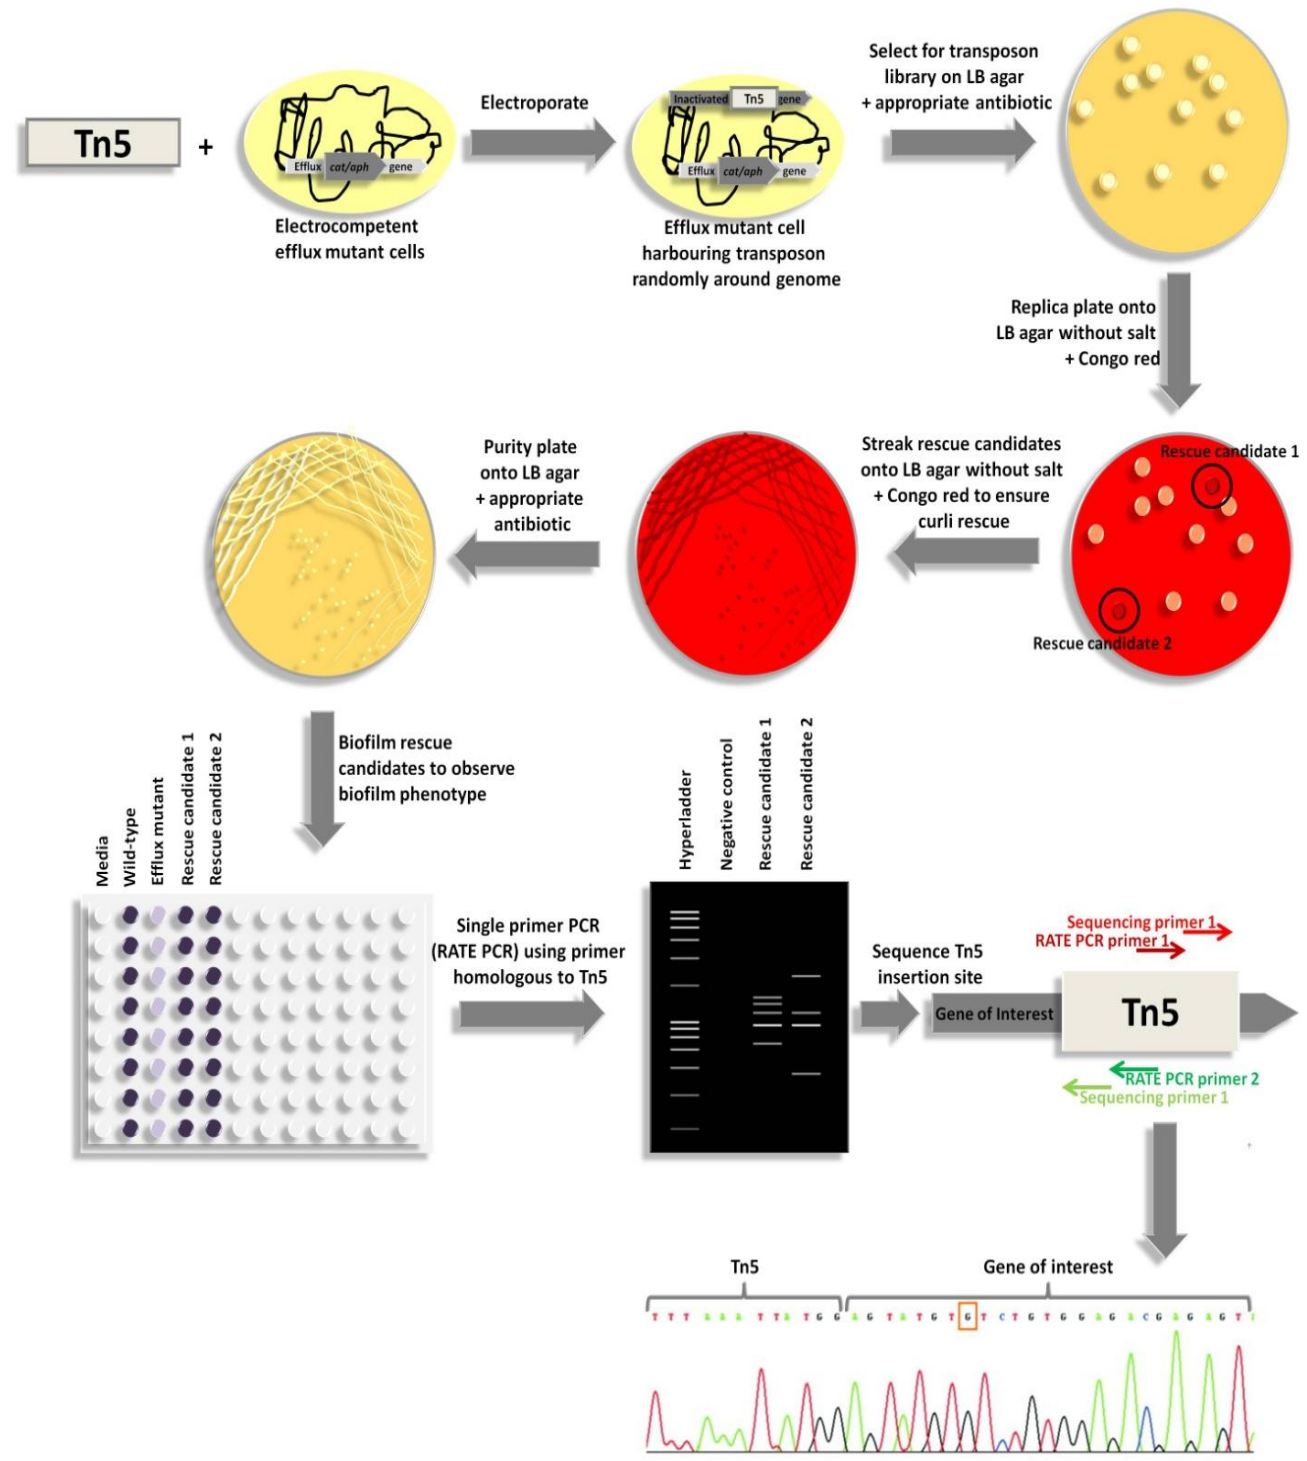 Tn5
+
Efflux cat/aph gene
Electrocompetent
efflux mutant cells
Electroporate
Inactivated Tn5 gene
Efflux cat/aph gene
Efflux mutant cell
harbouring transposon
randomly around genome
Select for transposon
library on LB agar
+ appropriate antibiotic
Replica plate onto
LB agar without salt
+ Congo red
Rescue candidate 1
Rescue candidate 2
Streak rescue candidates
onto LB agar without salt
+ Congo red to ensure
curli rescue
Purity plate
onto LB agar
+ appropriate
antibiotic
Biofilm rescue
candidates to observe
biofilm phenotype
Media
Wild-type
Efflux mutant
Rescue candidate 1
Rescue candidate 2
Single primer PCR
(RATE PCR) using primer
homologous to Tn5
Hyperladder
Negative control
Rescue candidate 1
Rescue candidate 2
Sequence Tn5
insertion site
Sequencing primer 1
RATE PCR primer 1
Gene of Interest
Tn5
RATE PCR primer 2
Sequencing primer 1
Tn5
Gene of interest
T T T A A A T T A T G G A G T A T G T G T C T G T G G A G A C G A G A G T